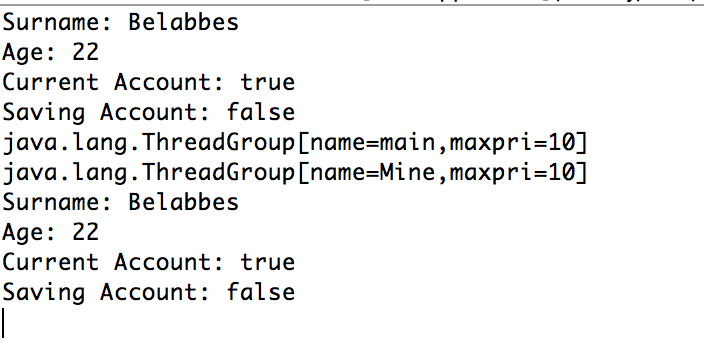 Surname: Belabbes
Age: 22
Current Account: true
Saving Account: false
java.lang.ThreadGroup[name=main,maxpri=10]
java.lang.ThreadGroup[name=Mine,maxpri=10]
Surname: Belabbes
Age: 22
Current Account: true
Saving Account: false